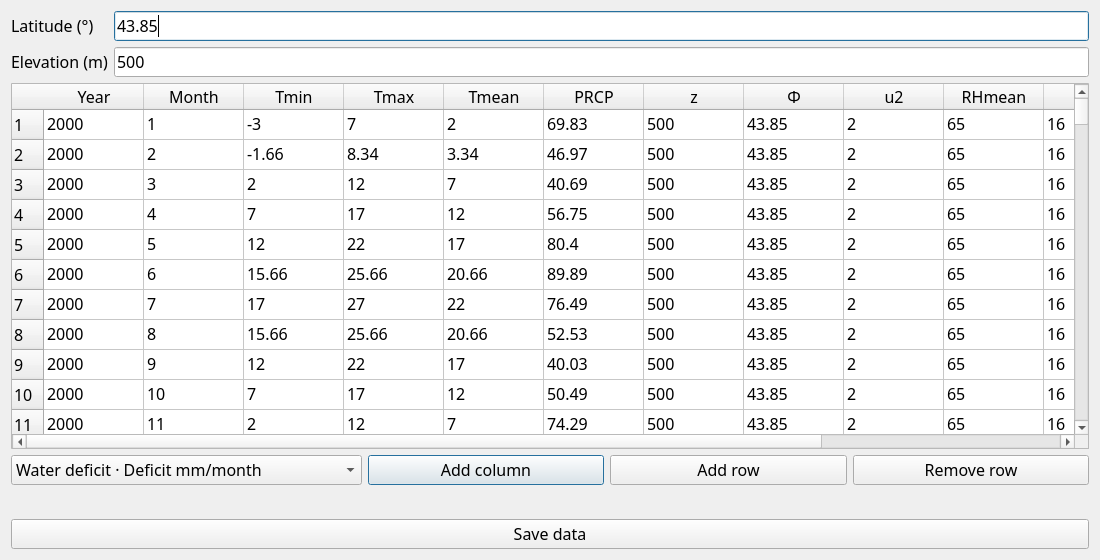 Latitude (°) 43.85
Elevation (m) 500
Year Month Tmin Tmax Tmean PRCP z Φ u2 RHmean
1 2000 1 -3 7 2 69.83 500 43.85 2 65 16
2 2000 2 -1.66 8.34 3.34 46.97 500 43.85 2 65 16
3 2000 3 2 12 7 40.69 500 43.85 2 65 16
4 2000 4 7 17 12 56.75 500 43.85 2 65 16
5 2000 5 12 22 17 80.4 500 43.85 2 65 16
6 2000 6 15.66 25.66 20.66 89.89 500 43.85 2 65 16
7 2000 7 17 27 22 76.49 500 43.85 2 65 16
8 2000 8 15.66 25.66 20.66 52.53 500 43.85 2 65 16
9 2000 9 12 22 17 40.03 500 43.85 2 65 16
10 2000 10 7 17 12 50.49 500 43.85 2 65 16
11 2000 11 2 12 7 74.29 500 43.85 2 65 16
Water deficit · Deficit mm/month Add column Add row Remove row
Save data